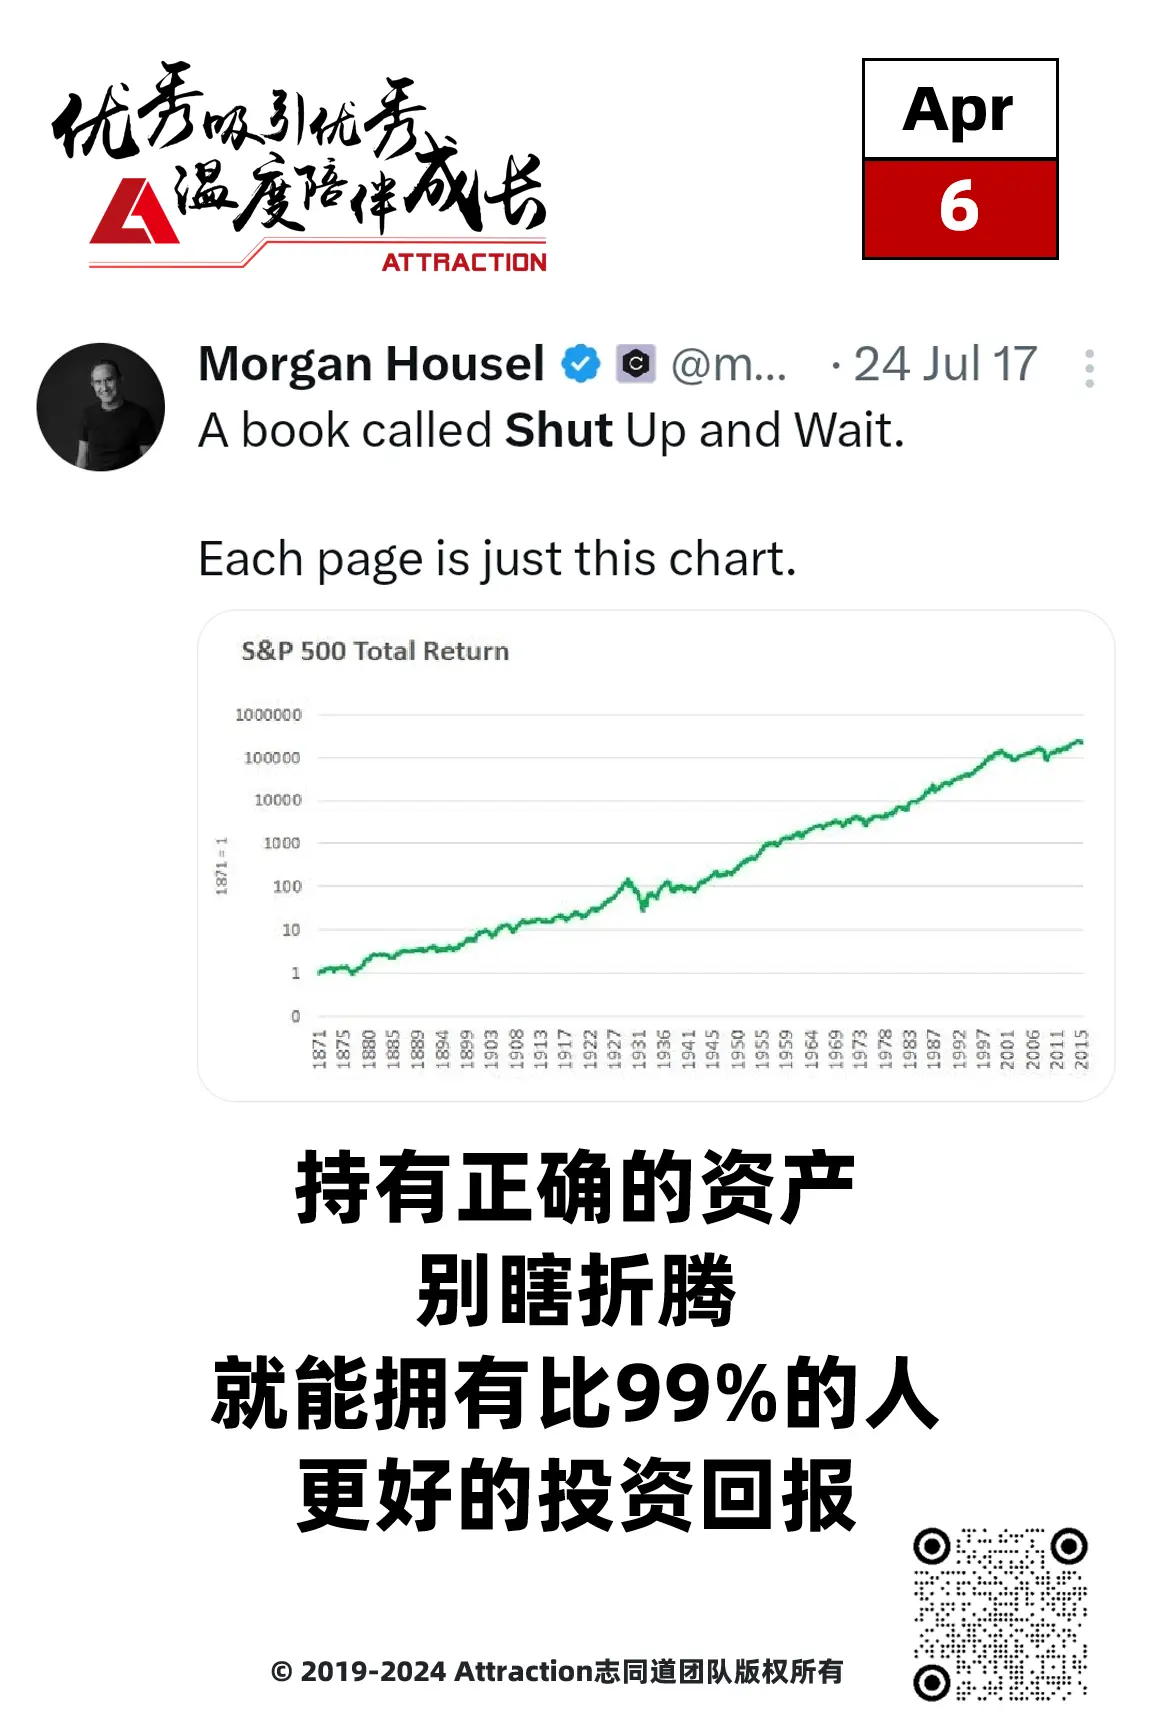 优秀吸引优秀
温度陪伴成长
ATTRACTION
Apr
6
Morgan Housel @m... · 24 Jul 17
A book called Shut Up and Wait.
Each page is just this chart.
S&P 500 Total Return
1000000
100000
10000
1000
100
10
1
0
1871 = 1
1871 1875 1880 1885 1889 1894 1899 1903 1908 1913 1917 1922 1927 1931 1936 1941 1945 1950 1955 1959 1964 1969 1973 1978 1983 1987 1992 1997 2001 2006 2011 2015
持有正确的资产
别瞎折腾
就能拥有比99%的人
更好的投资回报
© 2019-2024 Attraction志同道团队版权所有